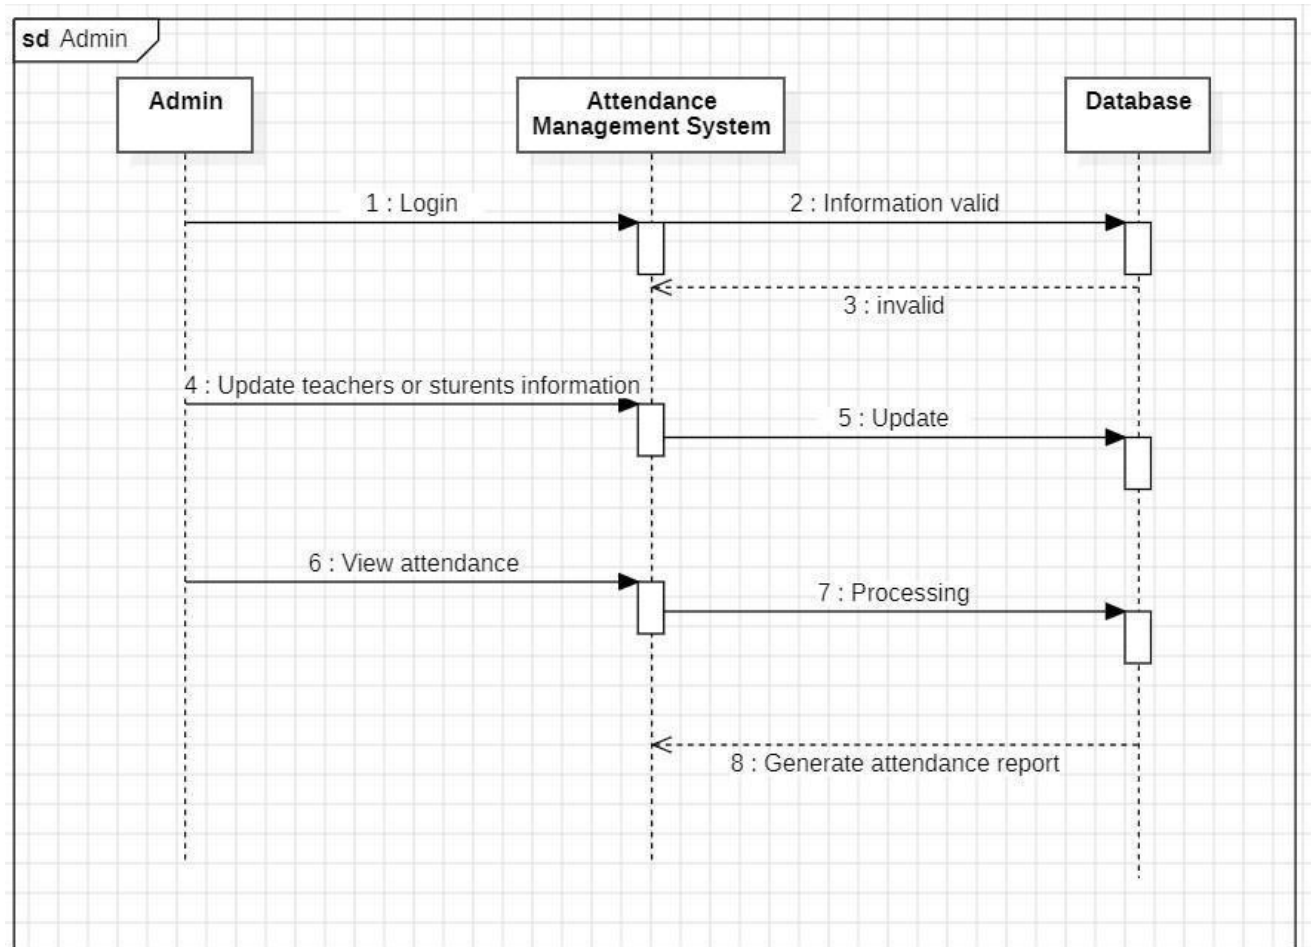 sd Admin
Admin
Attendance
Management System
Database
1 : Login
2 : Information valid
3 : invalid
4 : Update teachers or sturents information
5 : Update
6 : View attendance
7 : Processing
8 : Generate attendance report